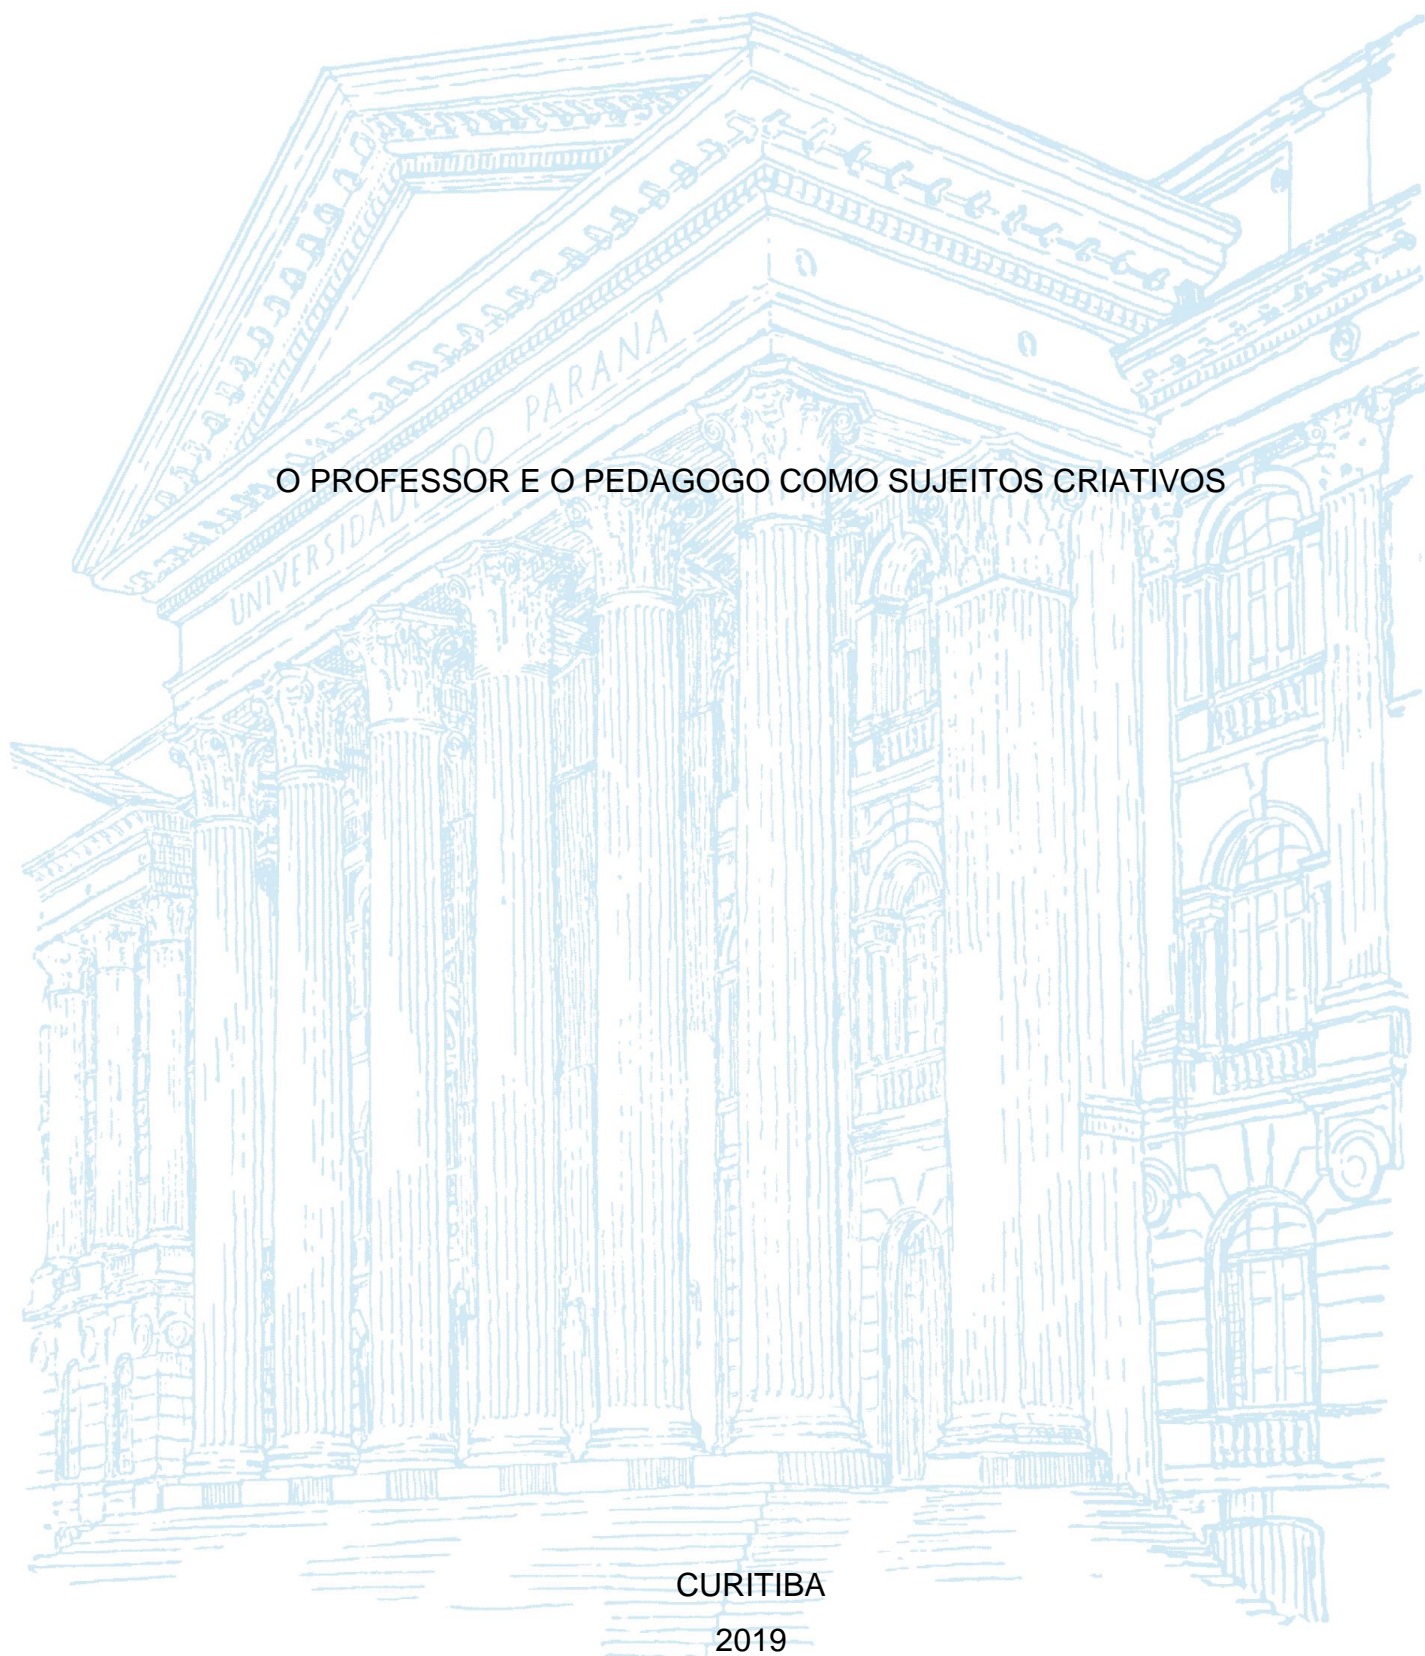 UNIVERSIDADE DO PARANÁ
O PROFESSOR E O PEDAGOGO COMO SUJEITOS CRIATIVOS
CURITIBA
2019